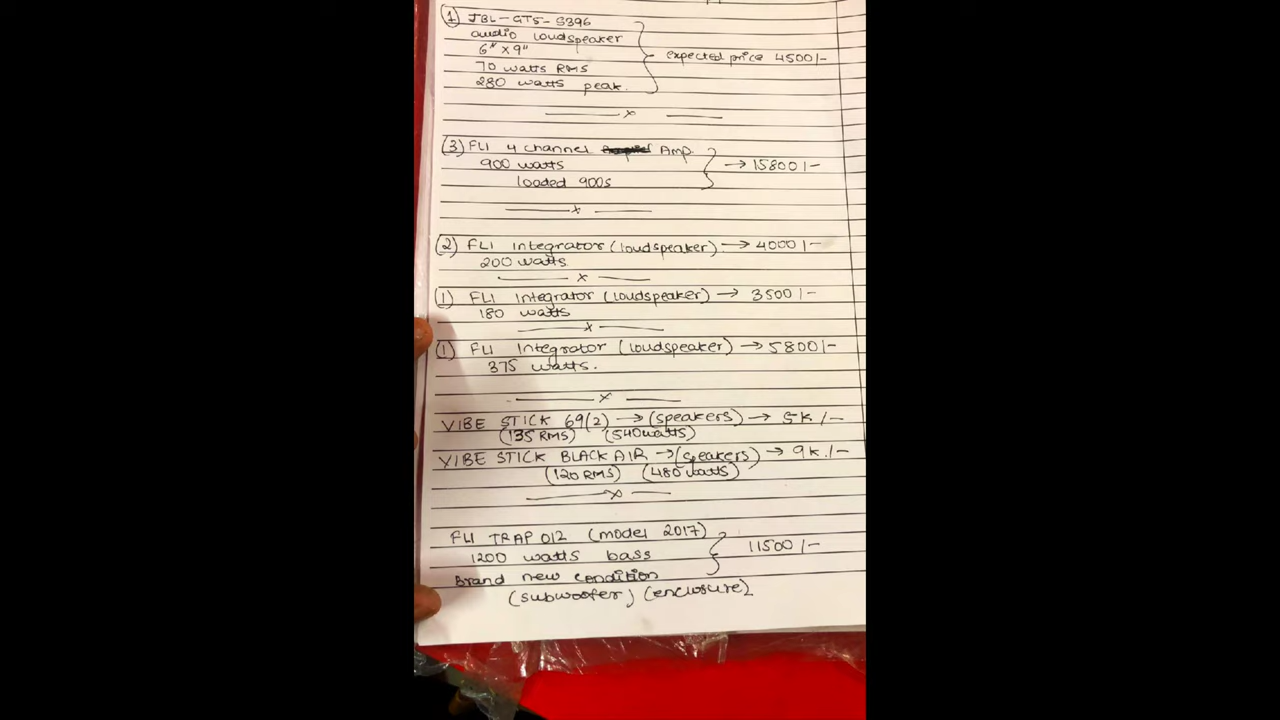 (1) JBL-GTS-S396
audio loudspeaker
6" x 9"
70 watts RMS
280 watts peak.
expected price 4500/-
x
(3) FLI 4 channel Amp.
900 watts
loaded 900s
→ 15800/-
x
(2) FLI Integrator (loudspeaker) → 4000/-
200 watts
x
(1) FLI Integrator (loudspeaker) → 3500/-
180 watts
x
(1) FLI Integrator (loudspeaker) → 5800/-
375 watts.
x
VIBE STICK 69(2) → (speakers) → 5K/-
(135 RMS) (540watts)
VIBE STICK BLACK AIR → (speakers) → 9K./-
(120 RMS) (480 watts)
x
FLI TRAP 012 (model 2017)
1200 watts bass
Brand new condition
(subwoofer) (enclosure)
11500/-